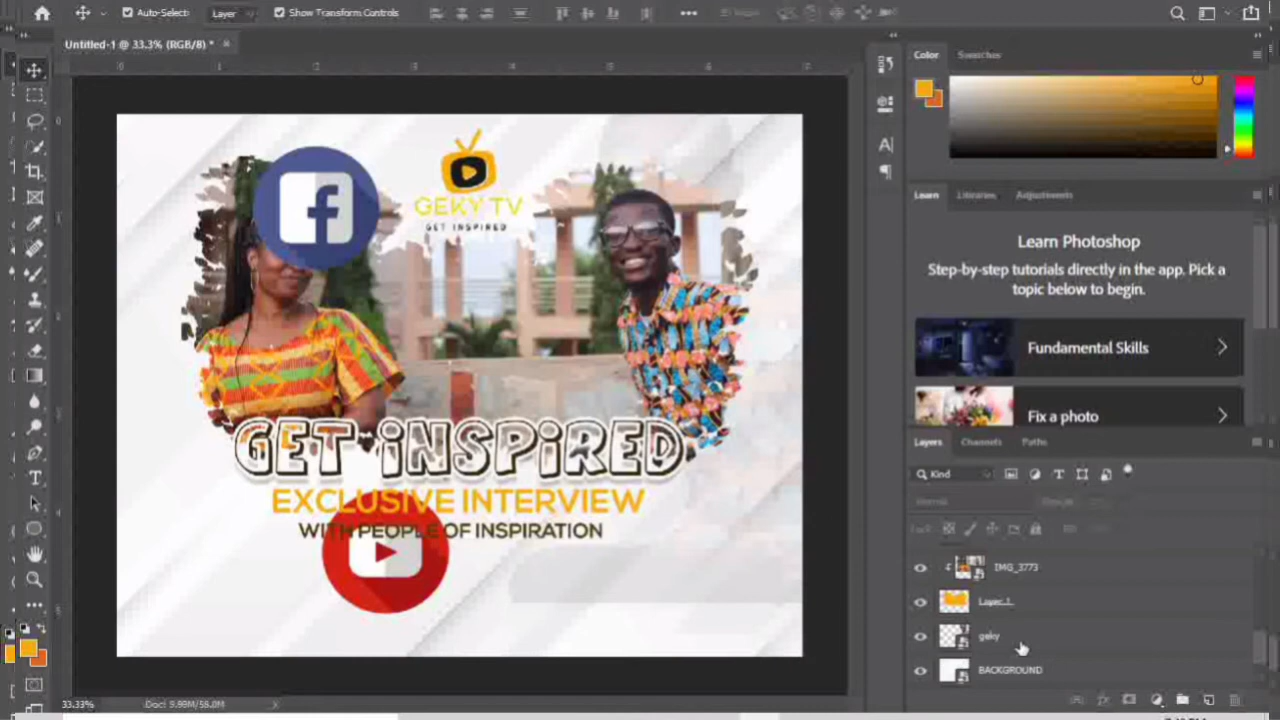 Auto-Select:
Layer
Show Transform Controls
Untitled-1 @ 33.3% (RGB/8) *
Color
Swatches
GEKY TV
GET INSPIRED
GET INSPIRED
EXCLUSIVE INTERVIEW
WITH PEOPLE OF INSPIRATION
Learn
Libraries
Adjustments
Learn Photoshop
Step-by-step tutorials directly in the app. Pick a
topic below to begin.
Fundamental Skills
Fix a photo
Layers
Channels
Paths
Kind
Normal
Lock:
IMG_3773
Layer 1
geky
BACKGROUND
33.33%
Doc: 9.99M/58.0M